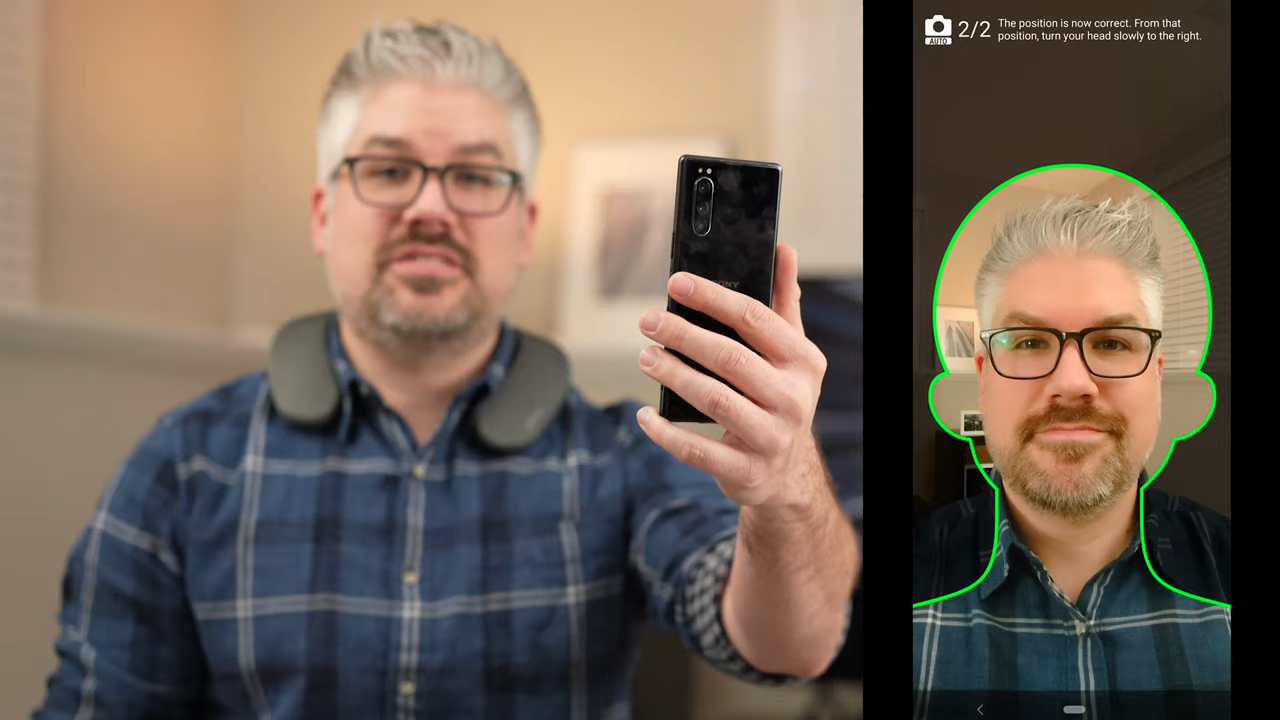 AUTO
2/2
The position is now correct. From that
position, turn your head slowly to the right.
SONY